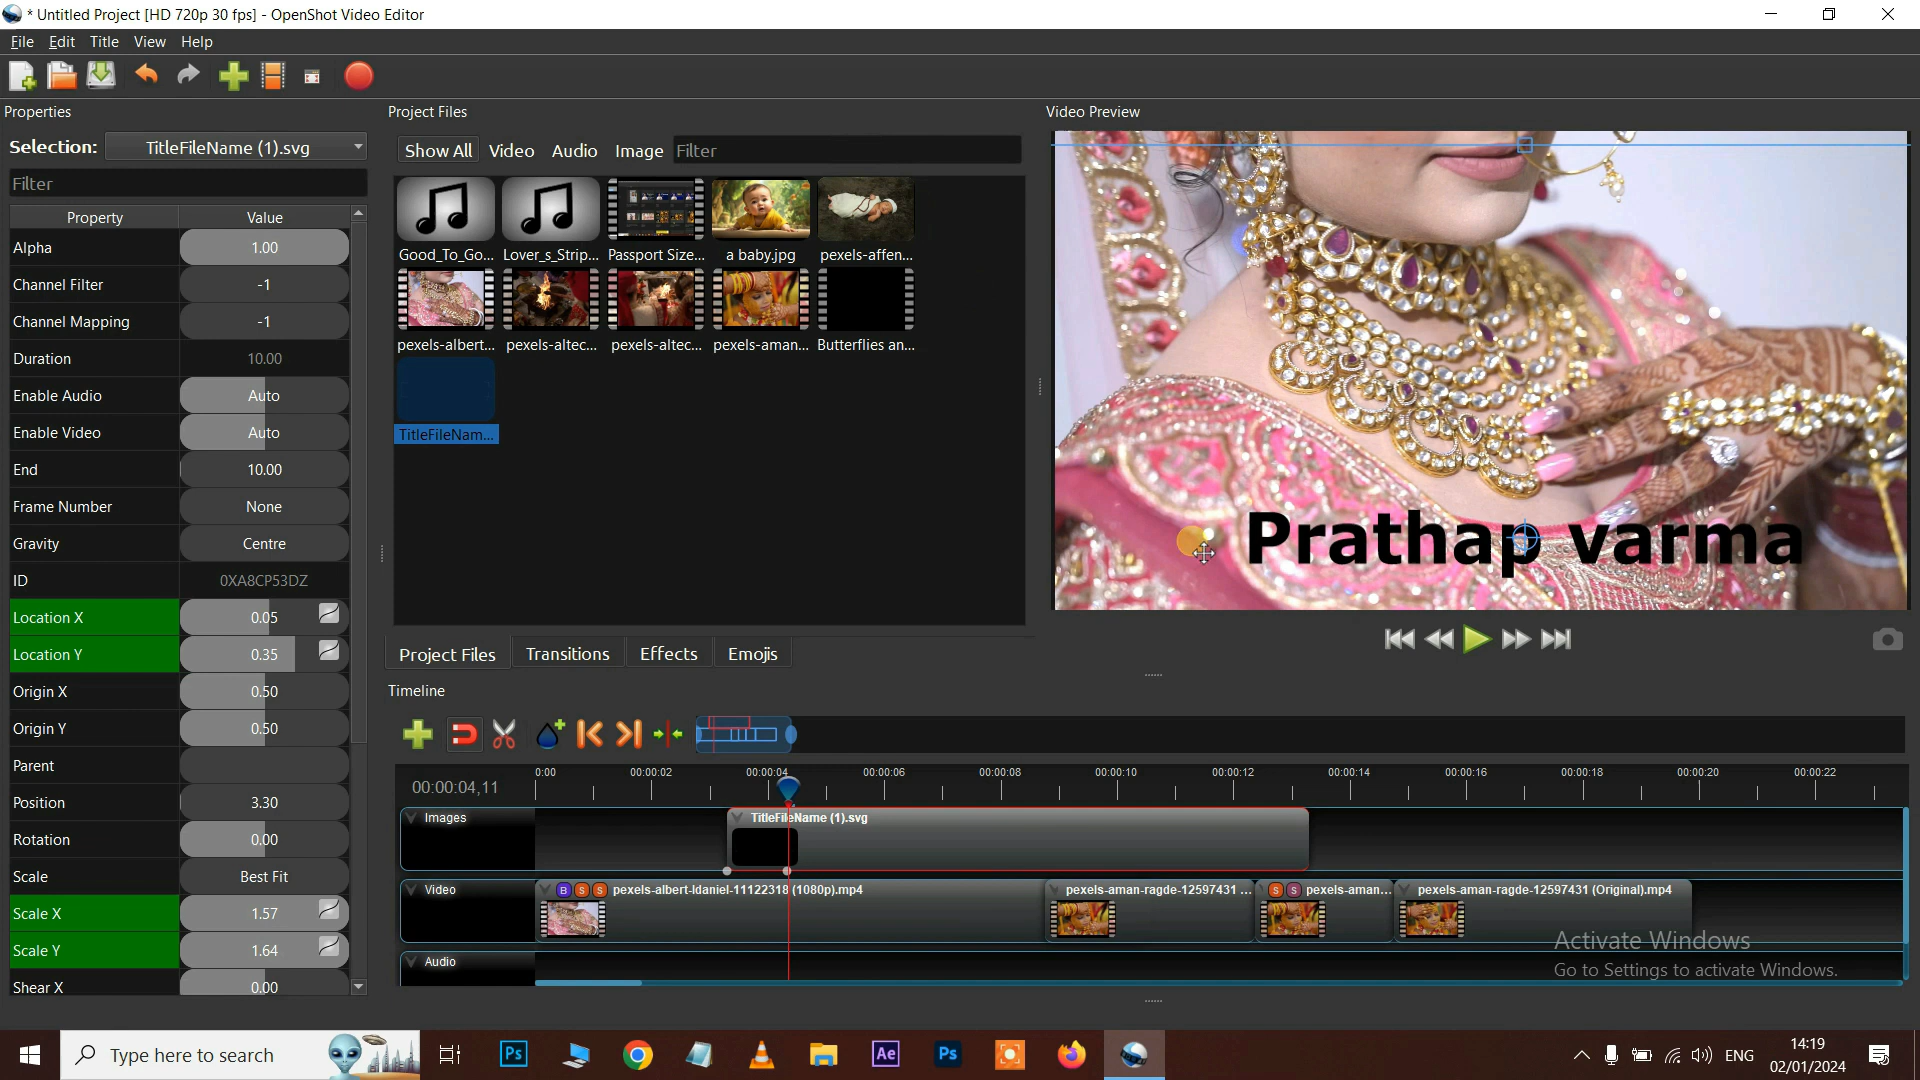 * Untitled Project [HD 720p 30 fps] - OpenShot Video Editor
File Edit Title View Help
Properties
Project Files
Video Preview
Selection: TitleFileName (1).svg
Show All Video Audio Image Filter
Filter
Property Value
Alpha 1.00
Channel Filter -1
Channel Mapping -1
Duration 10.00
Enable Audio Auto
Enable Video Auto
End 10.00
Frame Number None
Gravity Centre
ID 0XA8CP53DZ
Location X 0.05
Location Y 0.35
Origin X 0.50
Origin Y 0.50
Parent
Position 3.30
Rotation 0.00
Scale Best Fit
Scale X 1.57
Scale Y 1.64
Shear X 0.00
Good_To_Go... Lover_s_Strip... Passport Size... a baby.jpg pexels-affen...
pexels-albert... pexels-altec... pexels-altec... pexels-aman... Butterflies an...
TitleFileNam...
Prathap varma
Project Files Transitions Effects Emojis
Timeline
00:00:04,11
0:00 00:00:02 00:00:04 00:00:06 00:00:08 00:00:10 00:00:12 00:00:14 00:00:16 00:00:18 00:00:20 00:00:22
Images TitleFileName (1).svg
Video B S S pexels-albert-ldaniel-11122318 (1080p).mp4 pexels-aman-ragde-12597431 ... S S pexels-aman... pexels-aman-ragde-12597431 (Original).mp4
Audio
Activate Windows
Go to Settings to activate Windows.
Type here to search
Ps
Ae
Ps
ENG
14:19
02/01/2024